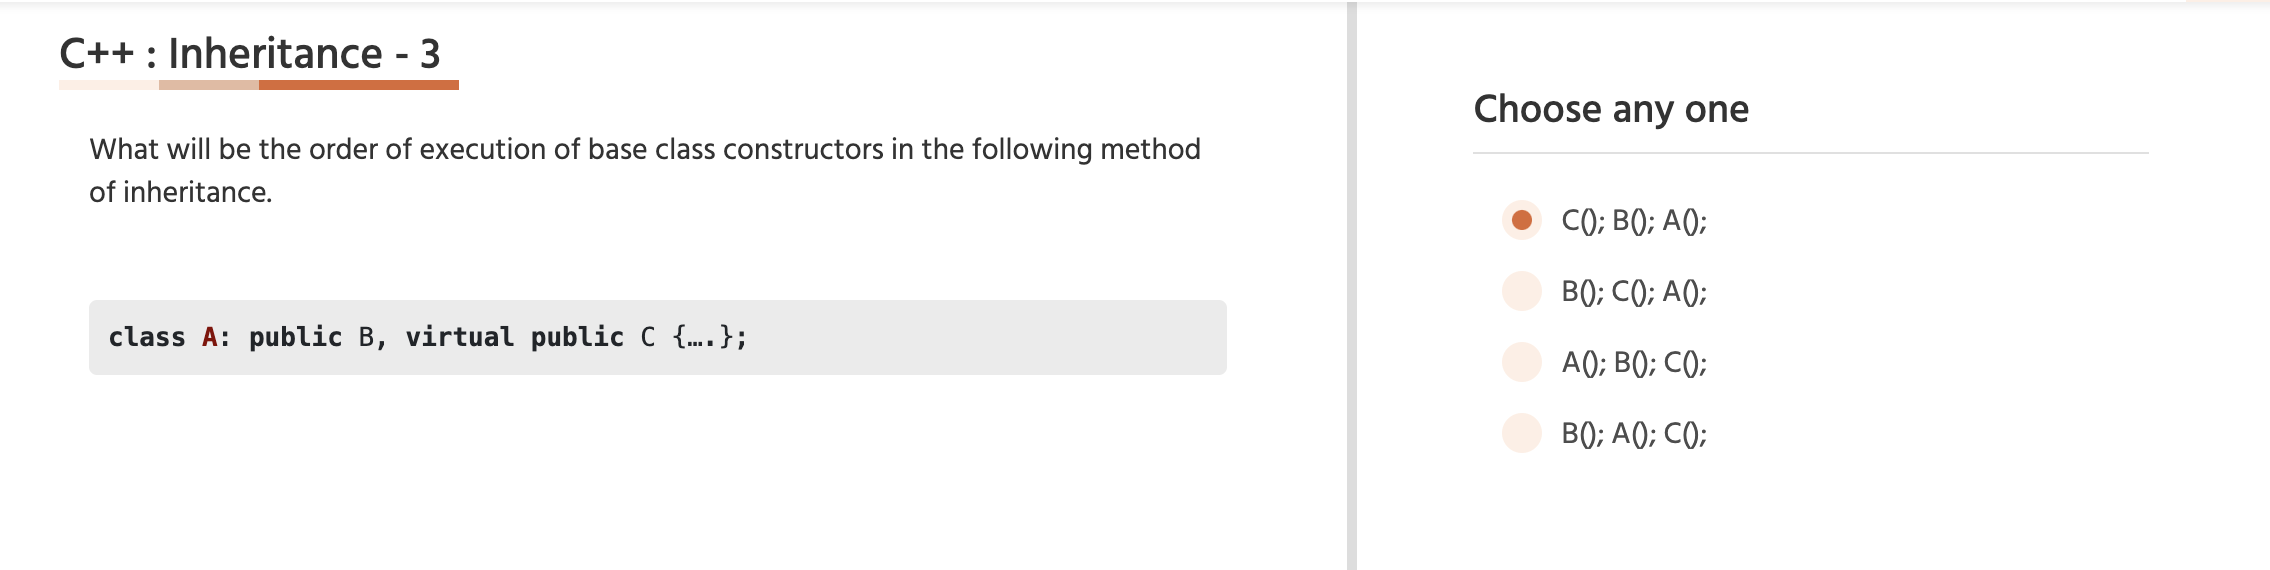 C++ : Inheritance - 3
What will be the order of execution of base class constructors in the following method
of inheritance.
class A: public B, virtual public C {….};
Choose any one
C(); B(); A();
B(); C(); A();
A(); B(); C();
B(); A(); C();